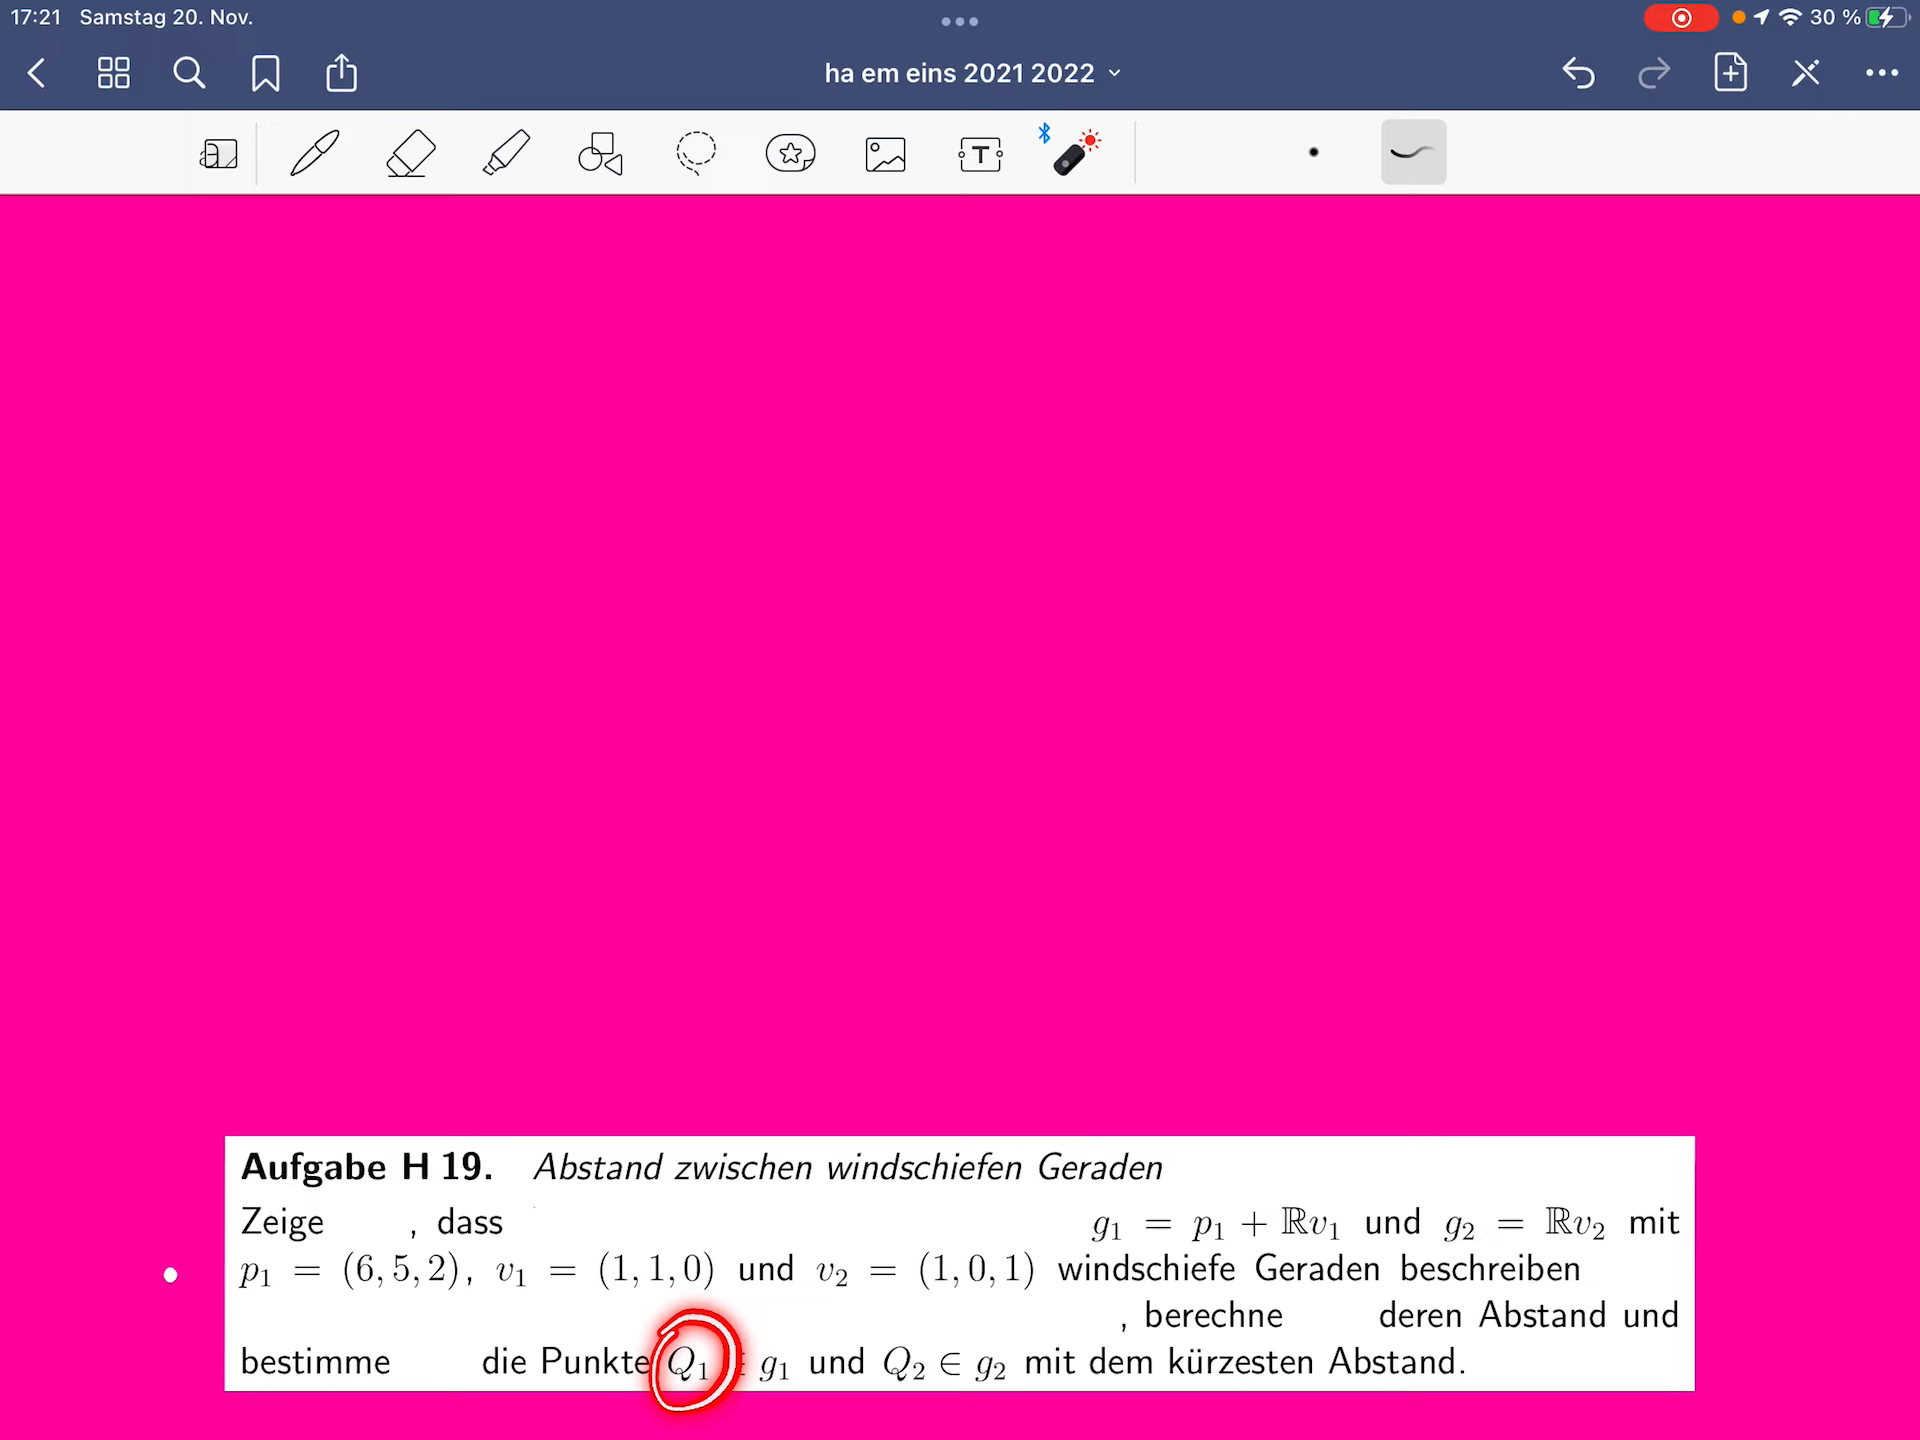 17:21 Samstag 20. Nov. 30 %
ha em eins 2021 2022
Aufgabe H 19. Abstand zwischen windschiefen Geraden
Zeige , dass g₁ = p₁ + ℝv₁ und g₂ = ℝv₂ mit
p₁ = (6, 5, 2), v₁ = (1, 1, 0) und v₂ = (1, 0, 1) windschiefe Geraden beschreiben
, berechne deren Abstand und
bestimme die Punkte Q₁ ∈ g₁ und Q₂ ∈ g₂ mit dem kürzesten Abstand.